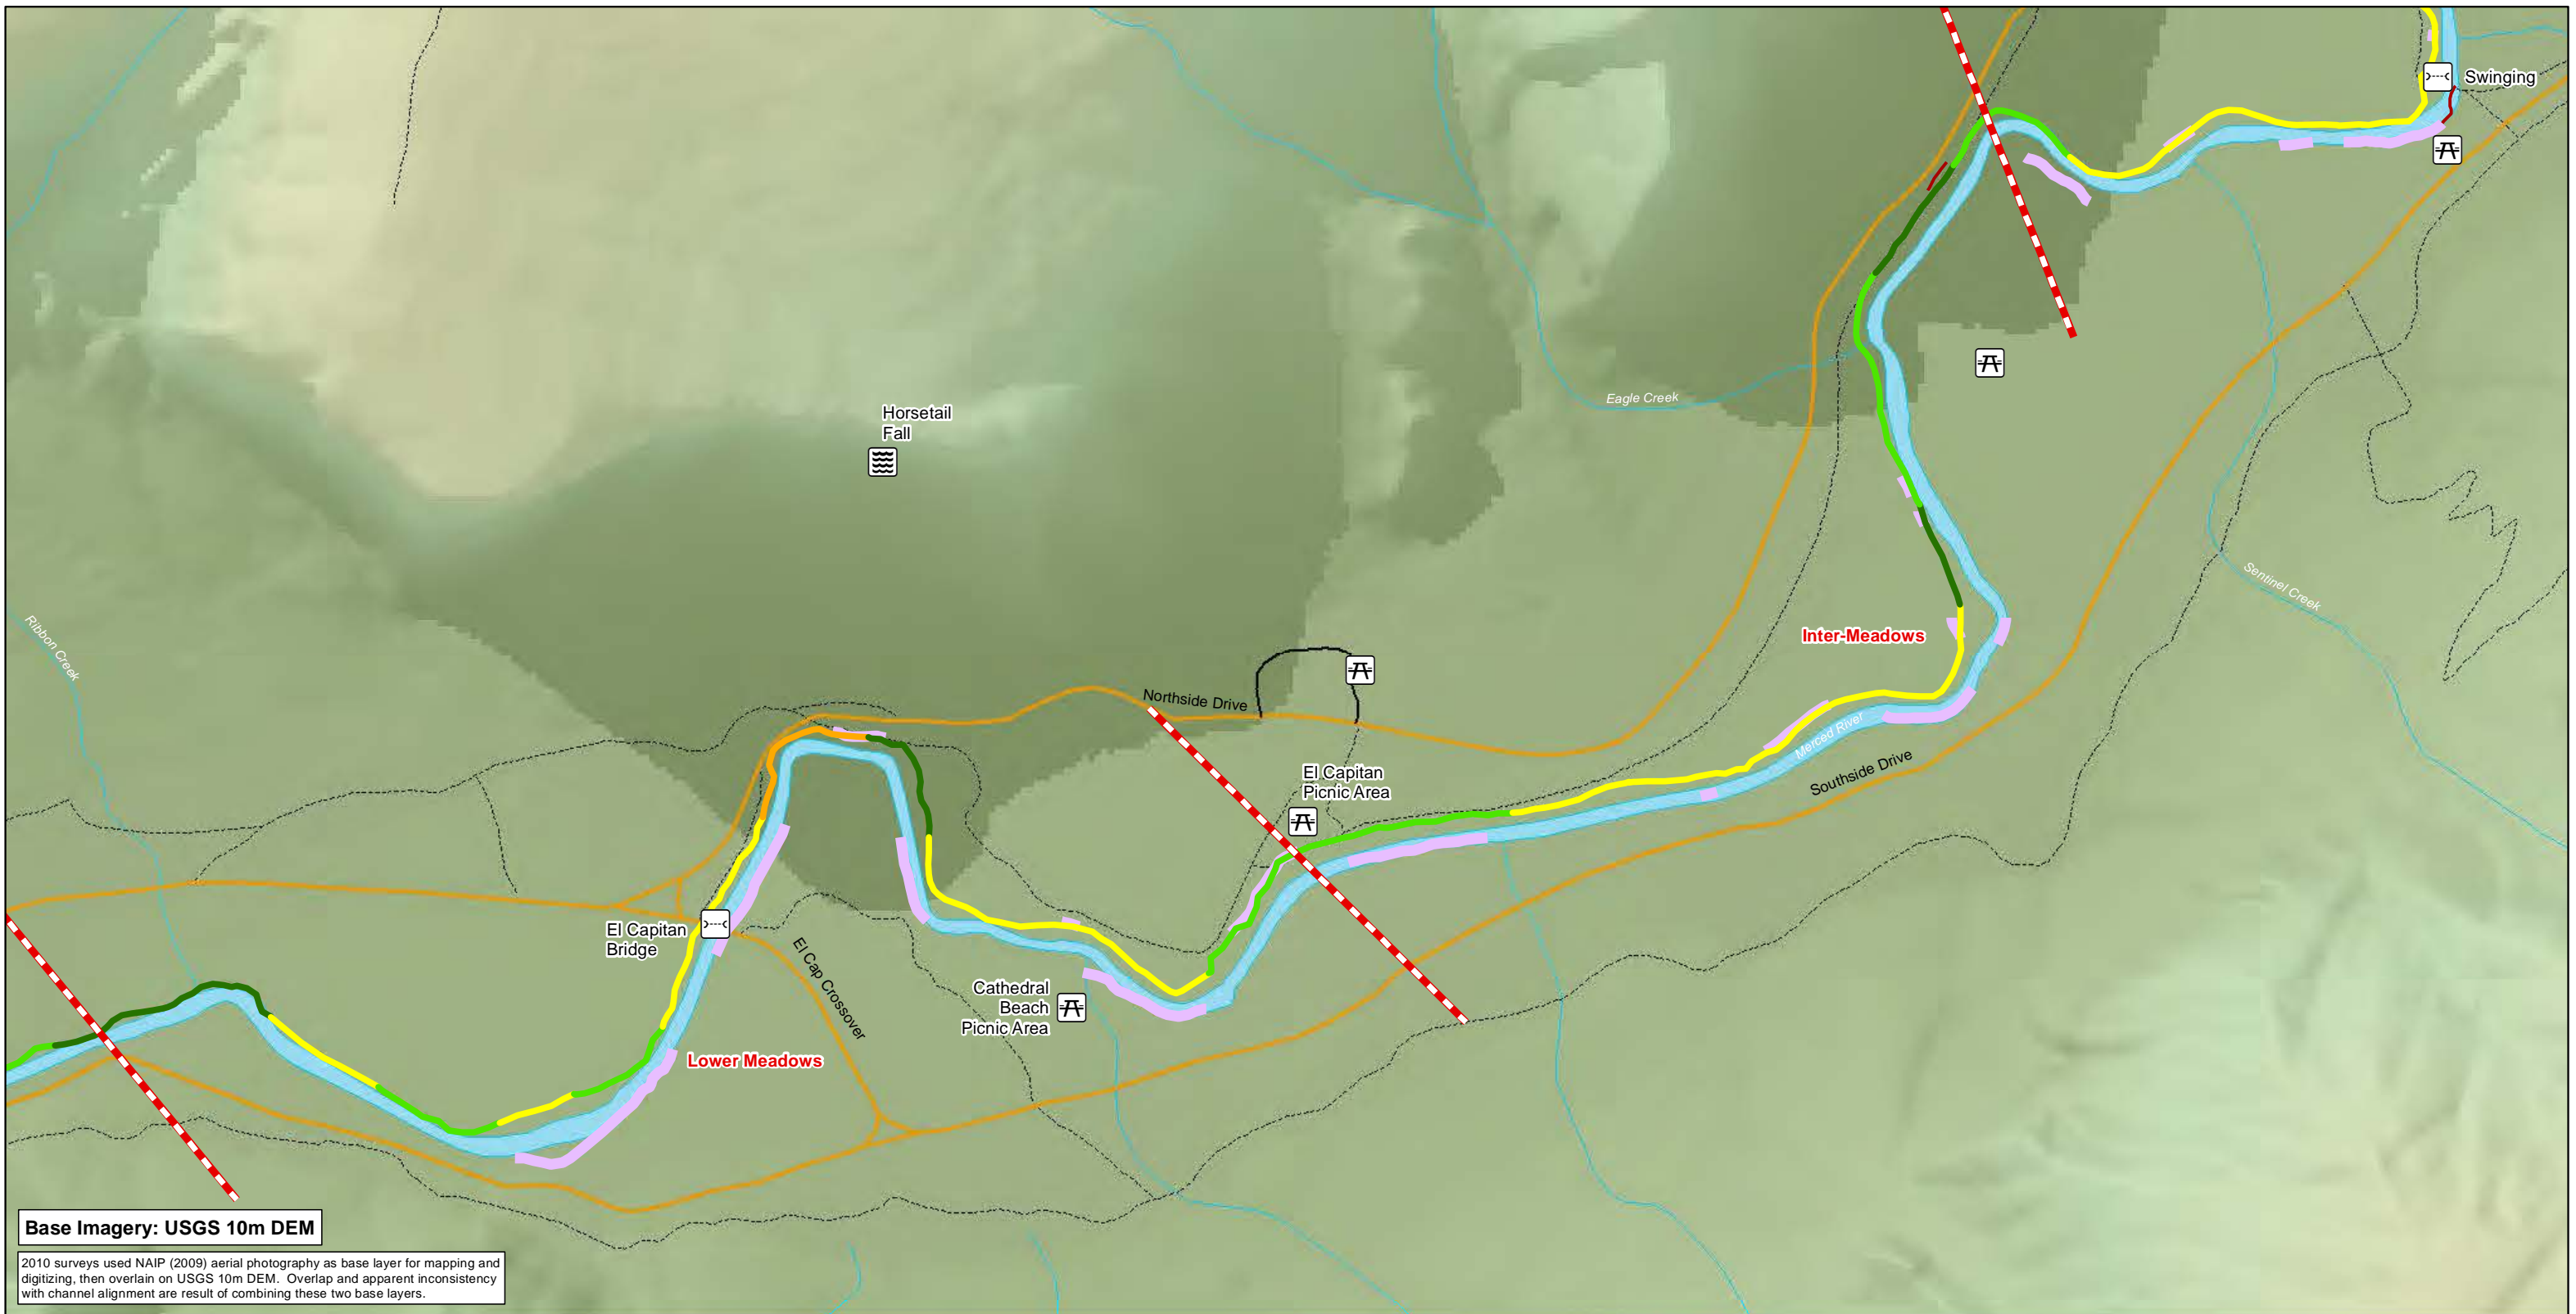 Swinging
Horsetail
Fall
Eagle Creek
Sentinel Creek
Ribbon Creek
Inter-Meadows
Northside Drive
Merced River
Southside Drive
El Capitan
Picnic Area
El Capitan
Bridge
El Cap Crossover
Cathedral
Beach
Picnic Area
Lower Meadows
Base Imagery: USGS 10m DEM
2010 surveys used NAIP (2009) aerial photography as base layer for mapping and
digitizing, then overlain on USGS 10m DEM.  Overlap and apparent inconsistency
with channel alignment are result of combining these two base layers.